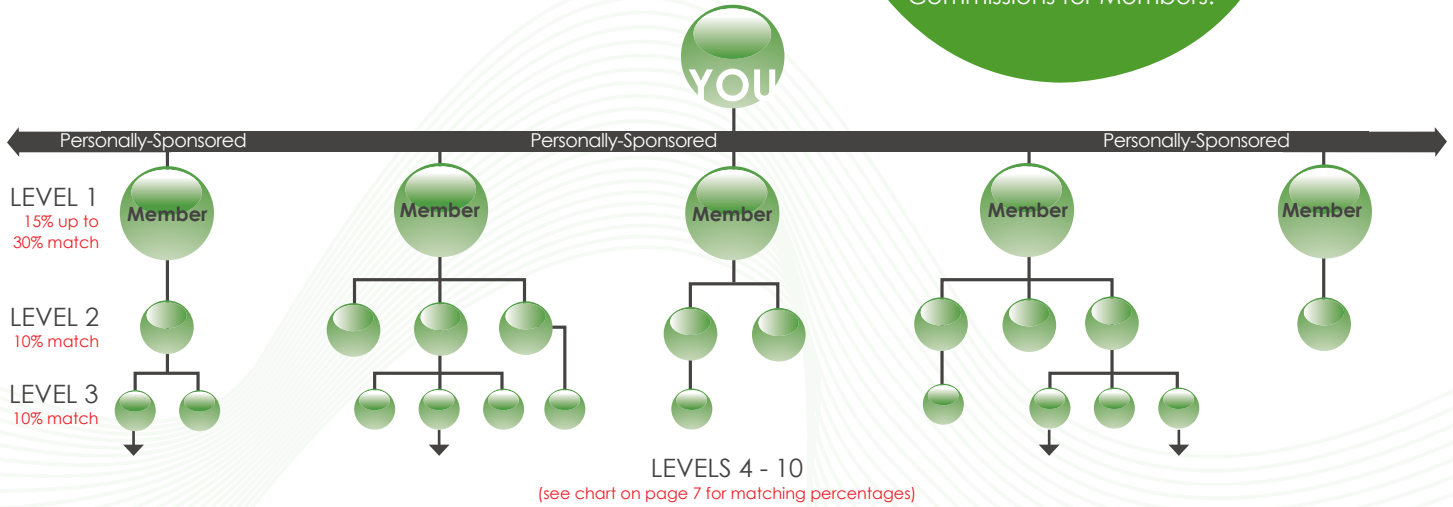 Commissions for Members.
YOU
Personally-Sponsored Personally-Sponsored Personally-Sponsored
LEVEL 1
15% up to
30% match
Member Member Member Member Member
LEVEL 2
10% match
LEVEL 3
10% match
LEVELS 4 - 10
(see chart on page 7 for matching percentages)